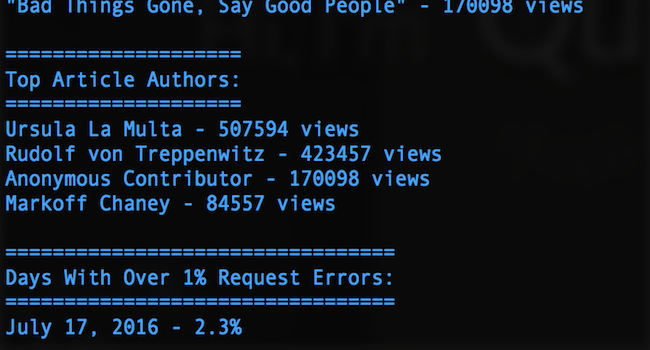 "Bad Things Gone, Say Good People" - 170098 views
====================
Top Article Authors:
====================
Ursula La Multa - 507594 views
Rudolf von Treppenwitz - 423457 views
Anonymous Contributor - 170098 views
Markoff Chaney - 84557 views
=================================
Days With Over 1% Request Errors:
=================================
July 17, 2016 - 2.3%